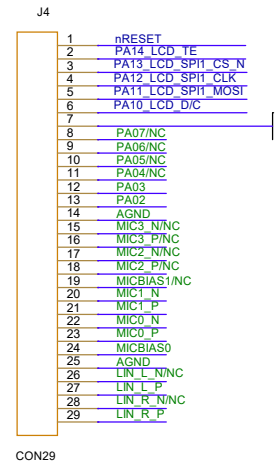 J4
1 nRESET
2 PA14_LCD_TE
3 PA13_LCD_SPI1_CS_N
4 PA12_LCD_SPI1_CLK
5 PA11_LCD_SPI1_MOSI
6 PA10_LCD_D/C
7
8 PA07/NC
9 PA06/NC
10 PA05/NC
11 PA04/NC
12 PA03
13 PA02
14 AGND
15 MIC3_N/NC
16 MIC3_P/NC
17 MIC2_N/NC
18 MIC2_P/NC
19 MICBIAS1/NC
20 MIC1_N
21 MIC1_P
22 MIC0_N
23 MIC0_P
24 MICBIAS0
25 AGND
26 LIN_L_N/NC
27 LIN_L_P
28 LIN_R_N/NC
29 LIN_R_P
CON29